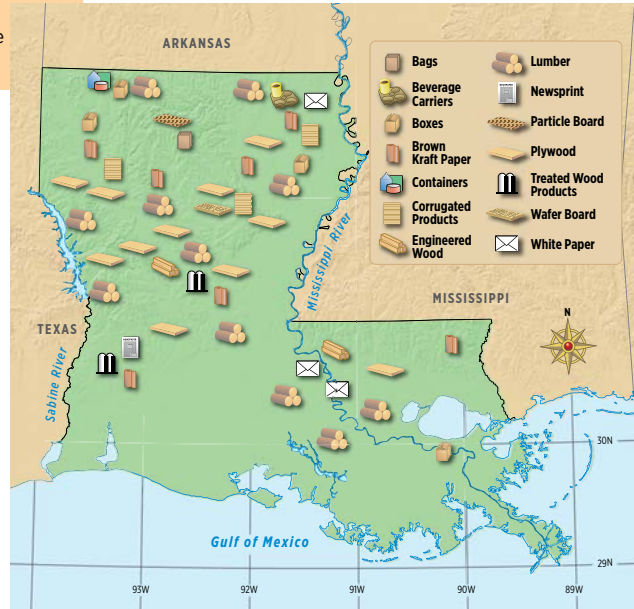 e
ARKANSAS
Bags
Beverage
Carriers
Boxes
Brown
Kraft Paper
Containers
Corrugated
Products
Engineered
Wood
Lumber
Newsprint
Particle Board
Plywood
Treated Wood
Products
Wafer Board
White Paper
Mississippi River
MISSISSIPPI
N
TEXAS
Sabine River
30N
Gulf of Mexico
29N
93W
92W
91W
90W
89W